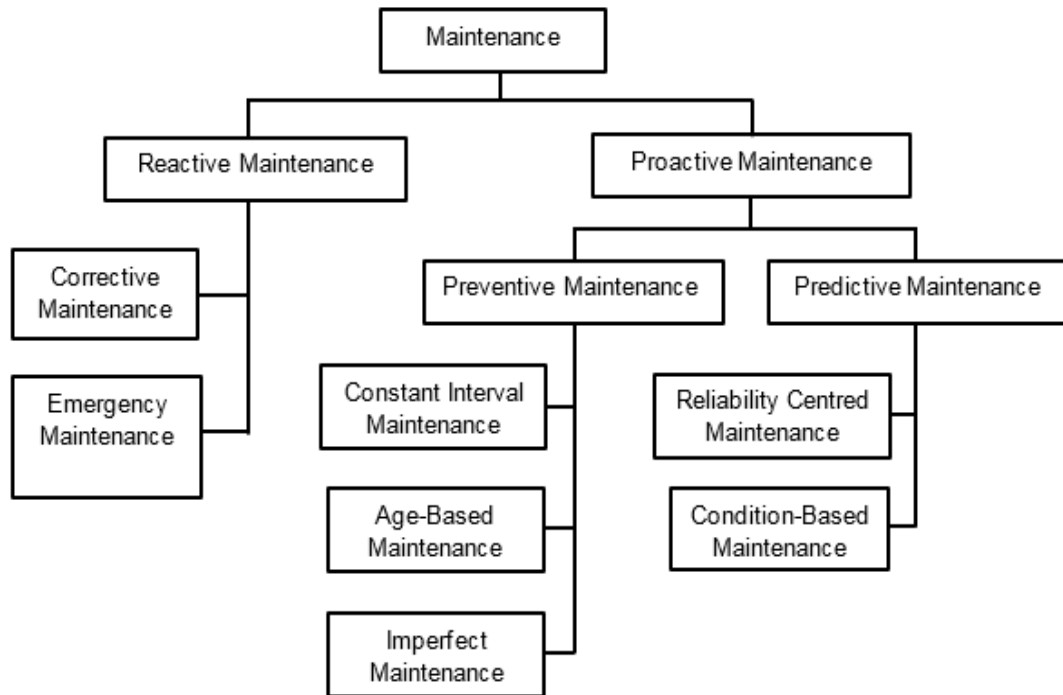 Maintenance
Reactive Maintenance
Proactive Maintenance
Corrective
Maintenance
Emergency
Maintenance
Preventive Maintenance
Predictive Maintenance
Constant Interval
Maintenance
Age-Based
Maintenance
Imperfect
Maintenance
Reliability Centred
Maintenance
Condition-Based
Maintenance